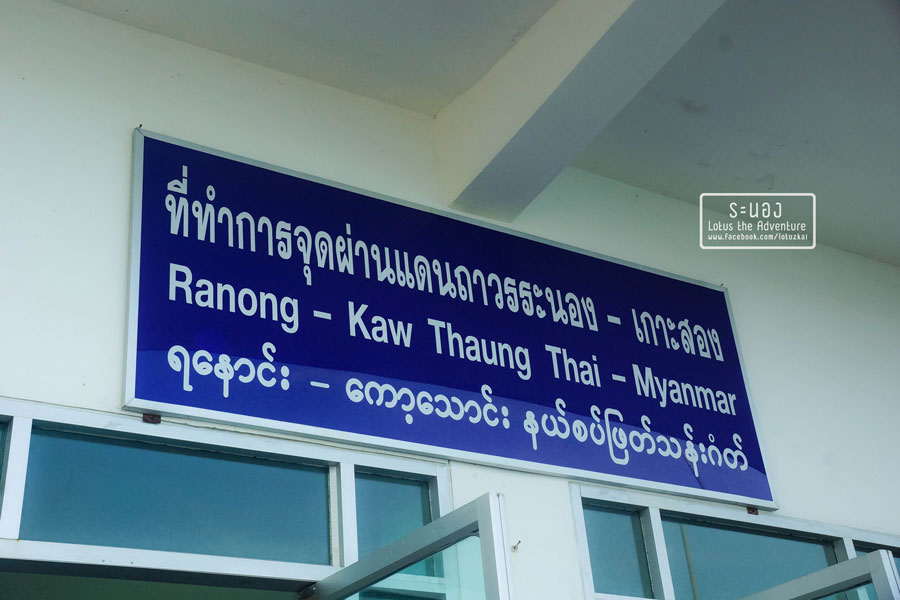 ที่ทำการจุดผ่านแดนถาวรระนอง - เกาะสอง
Ranong - Kaw Thaung Thai - Myanmar
ရနောင်း - ကော့သောင်း နယ်စပ်ဖြတ်သန်းဂိတ်
ระนอง
Lotus the Adventure
www.Facebook.com/lotuzkai